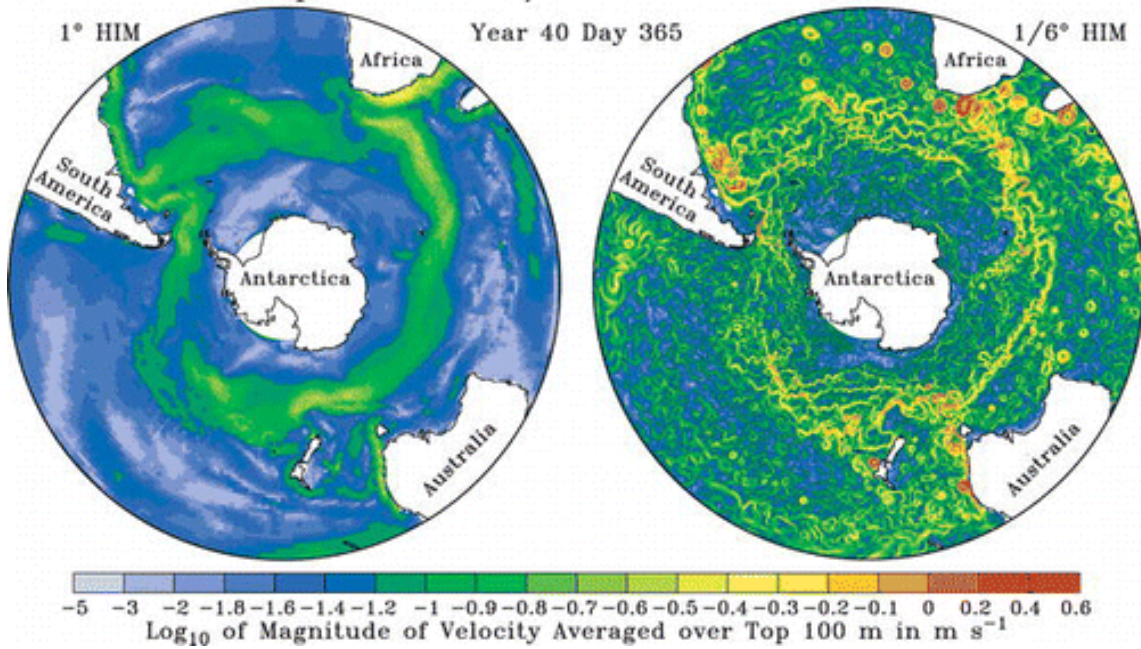 1° HIM
Year 40 Day 365
1/6° HIM
Africa
Africa
South
America
South
America
Antarctica
Antarctica
Australia
Australia
-5 -3 -2 -1.8 -1.6 -1.4 -1.2 -1 -0.9 -0.8 -0.7 -0.6 -0.5 -0.4 -0.3 -0.2 -0.1 0 0.2 0.4 0.6
Log₁₀ of Magnitude of Velocity Averaged over Top 100 m in m s⁻¹